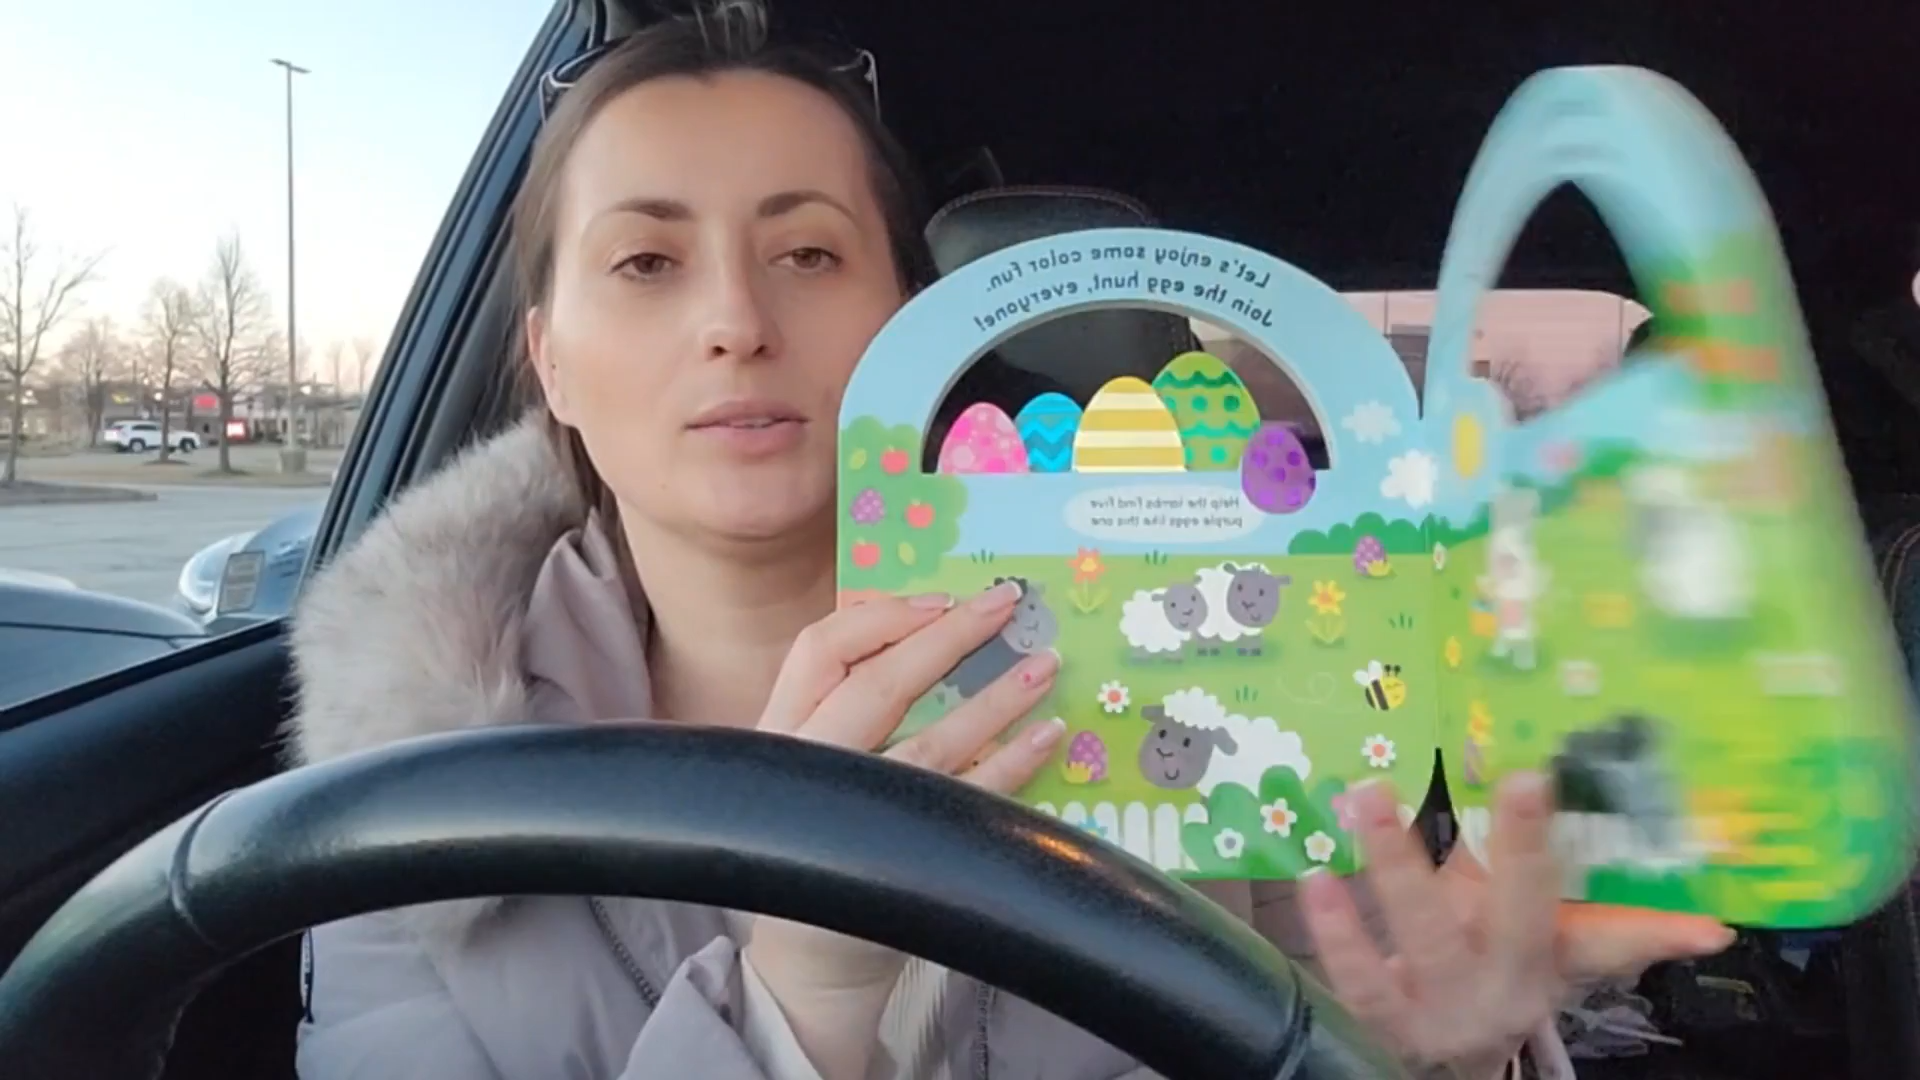 Let's enjoy some color fun.
Join the egg hunt, everyone!
Help the lambs find five
purple eggs like this one